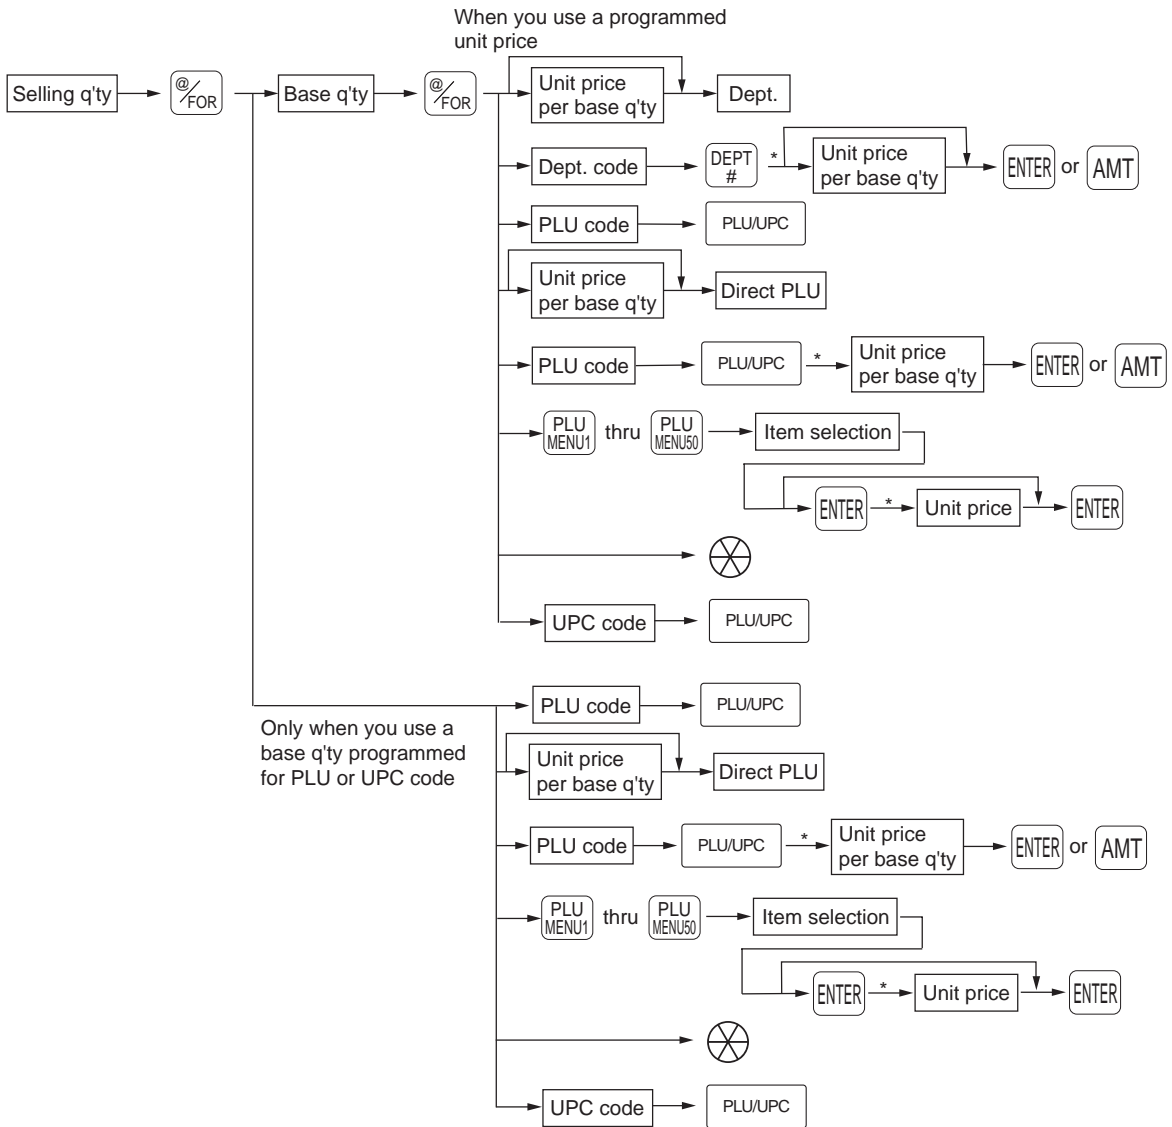 When you use a programmed
unit price
Selling q'ty
@/FOR
Base q'ty
@/FOR
Unit price
per base q'ty
Dept.
Dept. code
DEPT
#
*
Unit price
per base q'ty
ENTER or AMT
PLU code
PLU/UPC
Unit price
per base q'ty
Direct PLU
PLU code
PLU/UPC
*
Unit price
per base q'ty
ENTER or AMT
PLU
MENU1
thru
PLU
MENU50
Item selection
ENTER
*
Unit price
ENTER
UPC code
PLU/UPC
Only when you use a
base q'ty programmed
for PLU or UPC code
PLU code
PLU/UPC
Unit price
per base q'ty
Direct PLU
PLU code
PLU/UPC
*
Unit price
per base q'ty
ENTER or AMT
PLU
MENU1
thru
PLU
MENU50
Item selection
ENTER
*
Unit price
ENTER
UPC code
PLU/UPC